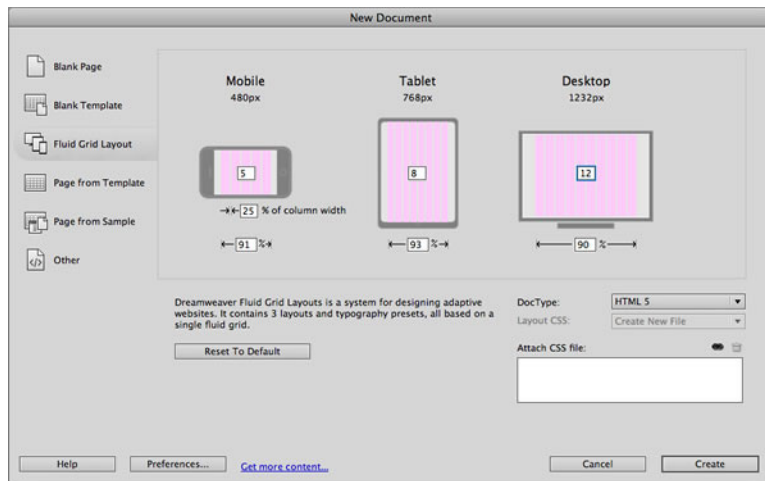 New Document
Blank Page
Blank Template
Fluid Grid Layout
Page from Template
Page from Sample
Other
Mobile
480px
Tablet
768px
Desktop
1232px
5
8
12
25 % of column width
91 %
93 %
90 %
Dreamweaver Fluid Grid Layouts is a system for designing adaptive
websites. It contains 3 layouts and typography presets, all based on a
single fluid grid.
Reset To Default
DocType: HTML 5
Layout CSS: Create New File
Attach CSS file:
Help
Preferences...
Get more content...
Cancel
Create